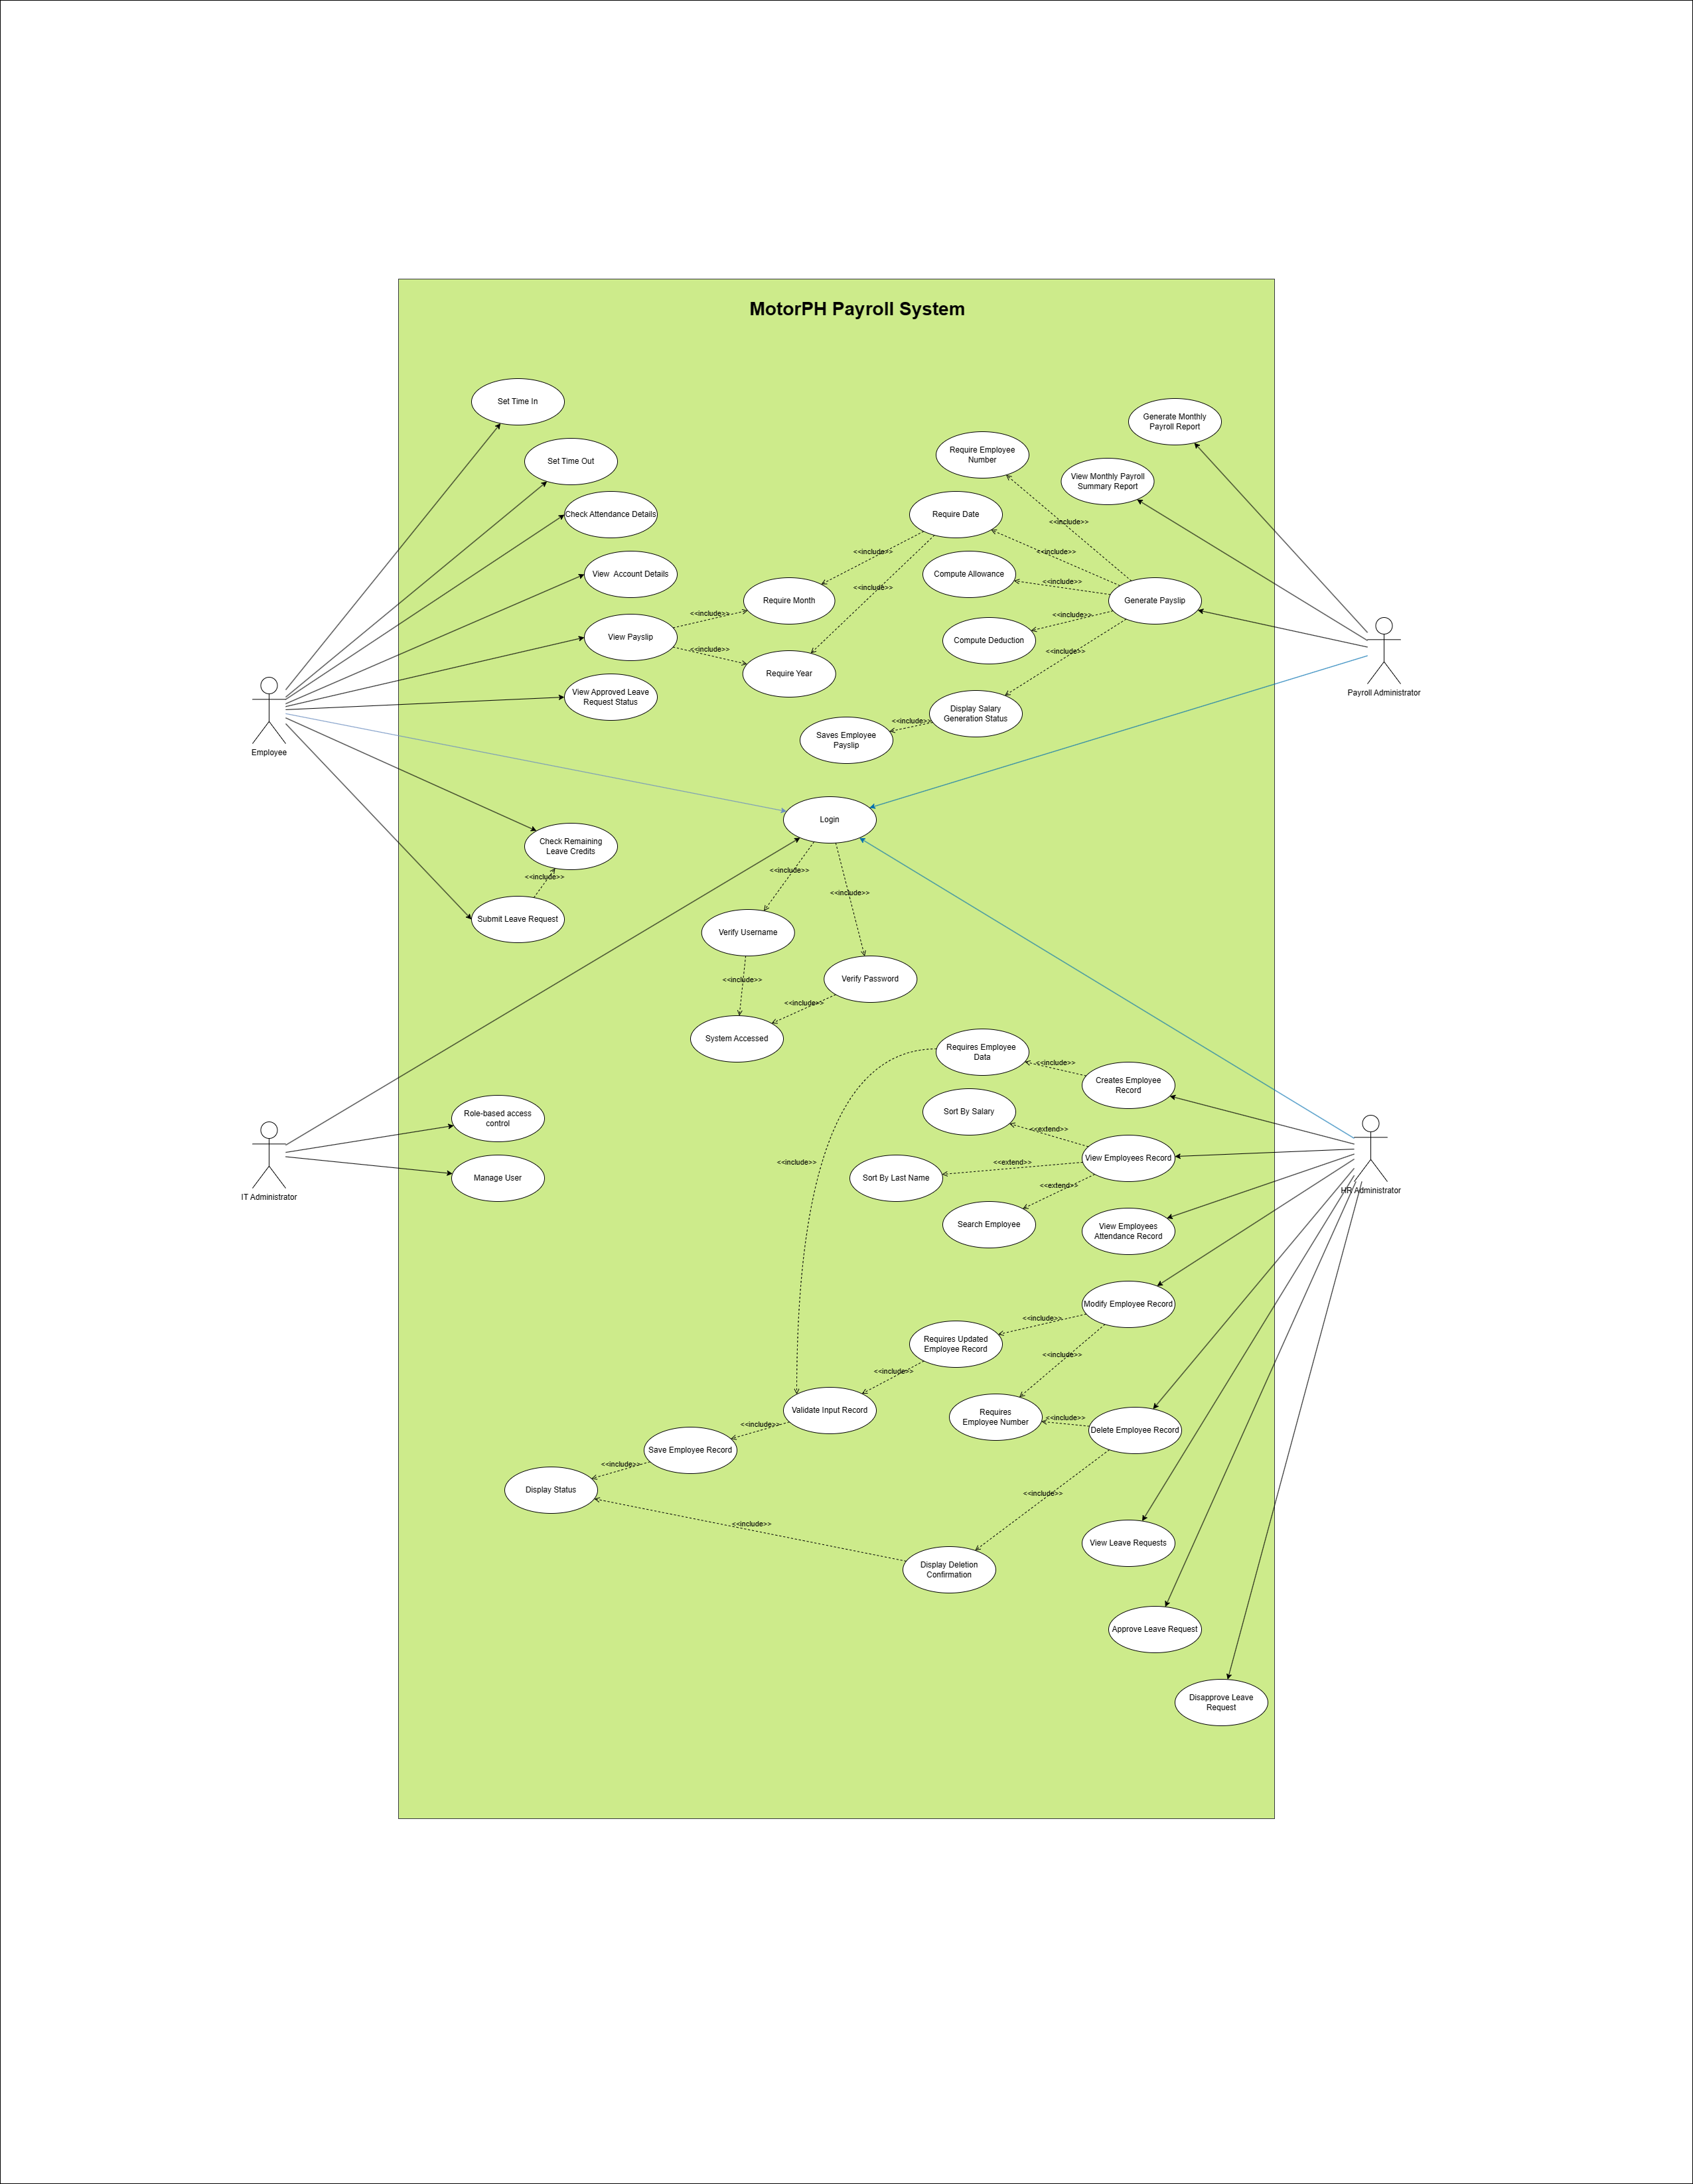 MotorPH Payroll System
Set Time In
Generate Monthly
Payroll Report
Require Employee
Number
Set Time Out
View Monthly Payroll
Summary Report
Check Attendance Details
Require Date
<<include>>
<<include>>
<<include>>
View  Account Details
Compute Allowance
<<include>>
<<include>>
Require Month
Generate Payslip
<<include>>
<<include>>
View Payslip
Compute Deduction
<<include>>
<<include>>
Require Year
View Approved Leave
Request Status
Payroll Administrator
Display Salary
Generation Status
<<include>>
Saves Employee
Payslip
Employee
Login
Check Remaining
Leave Credits
<<include>>
<<include>>
<<include>>
Submit Leave Request
Verify Username
<<include>>
Verify Password
<<include>>
System Accessed
Requires Employee
Data
<<include>>
Creates Employee
Record
Role-based access
control
Sort By Salary
<<extend>>
View Employees Record
<<include>>
<<extend>>
Manage User
Sort By Last Name
<<extend>>
IT Administrator
HR Administrator
Search Employee
View Employees
Attendance Record
Modify Employee Record
<<include>>
Requires Updated
Employee Record
<<include>>
<<include>>
Validate Input Record
Requires
Employee Number
<<include>>
<<include>>
Delete Employee Record
Save Employee Record
<<include>>
Display Status
<<include>>
<<include>>
View Leave Requests
Display Deletion
Confirmation
Approve Leave Request
Disapprove Leave
Request